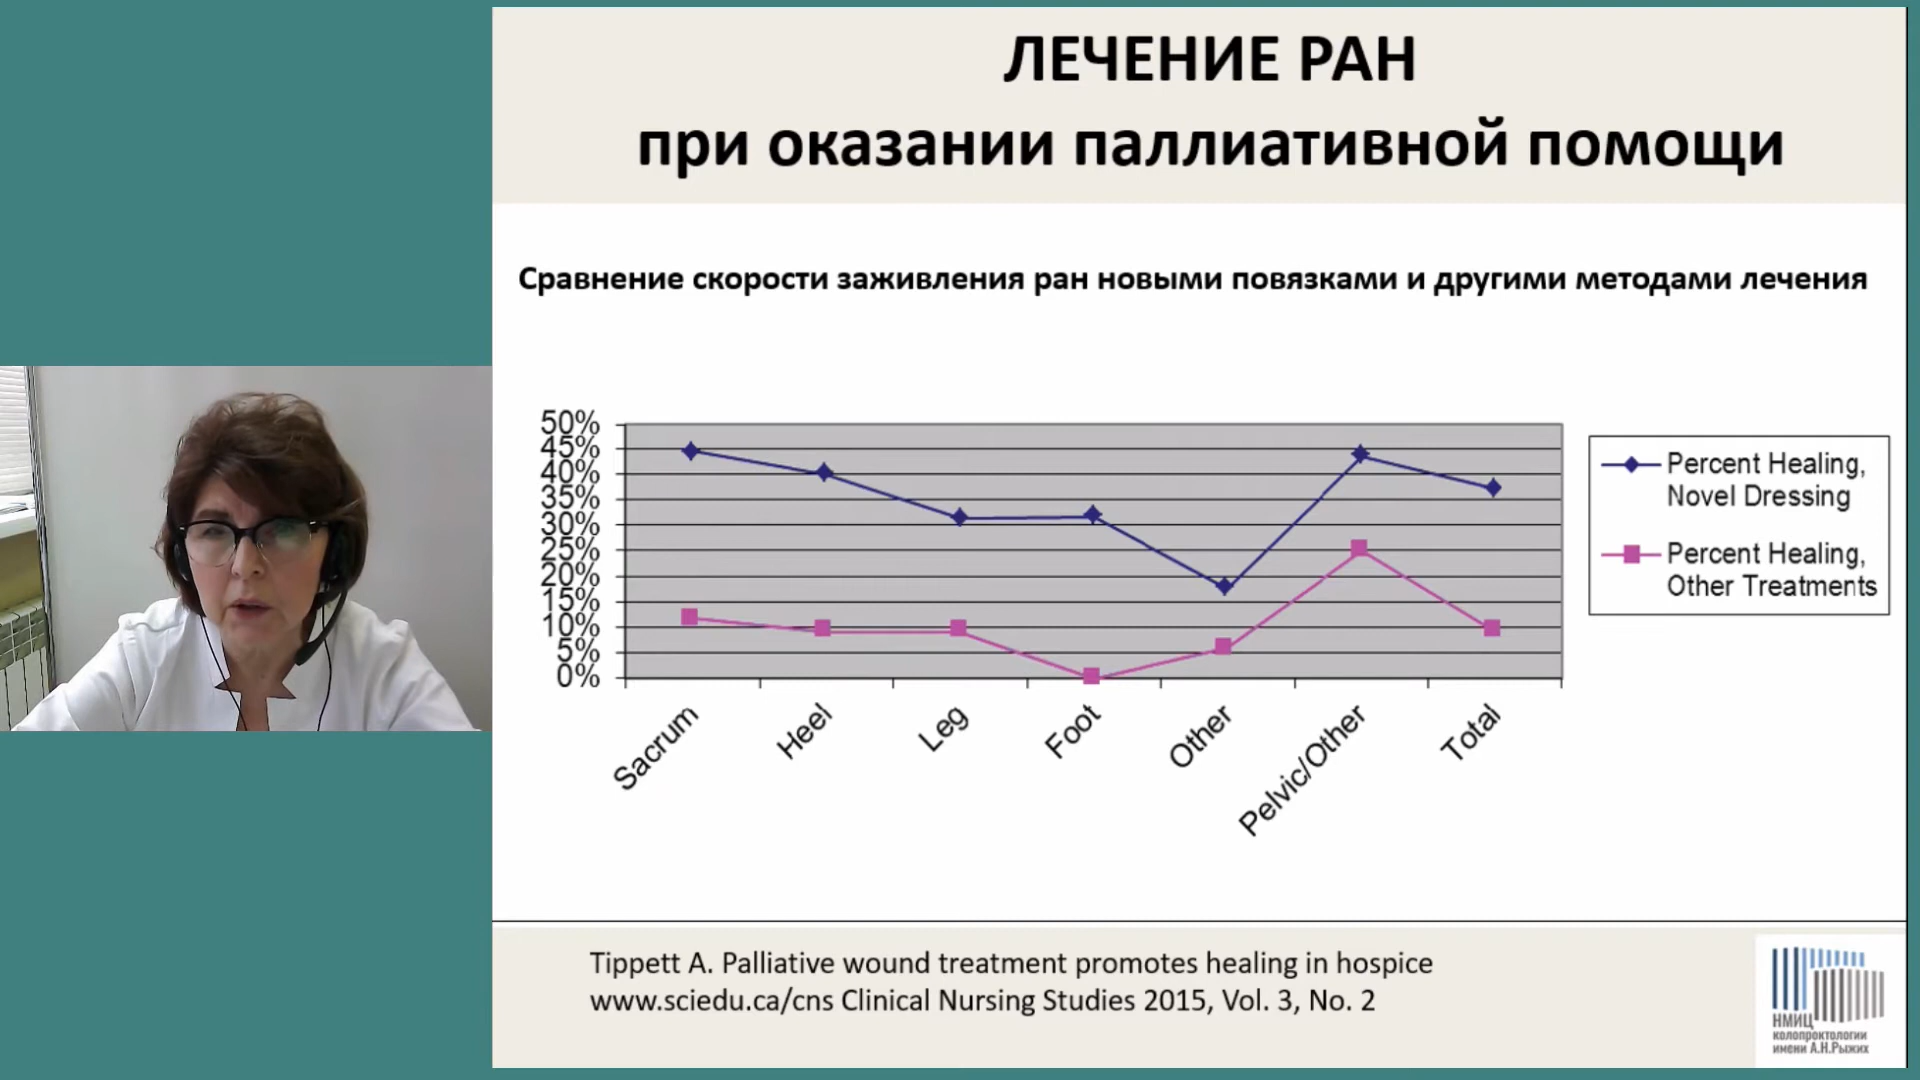 ЛЕЧЕНИЕ РАН
при оказании паллиативной помощи
Сравнение скорости заживления ран новыми повязками и другими методами лечения
50%
45%
40%
35%
30%
25%
20%
15%
10%
5%
0%
Sacrum
Heel
Leg
Foot
Other
Pelvic/Other
Total
Percent Healing,
Novel Dressing
Percent Healing,
Other Treatments
Tippett A. Palliative wound treatment promotes healing in hospice
www.sciedu.ca/cns Clinical Nursing Studies 2015, Vol. 3, No. 2
НМИЦ
колопроктологии
имени А.Н.Рыжих